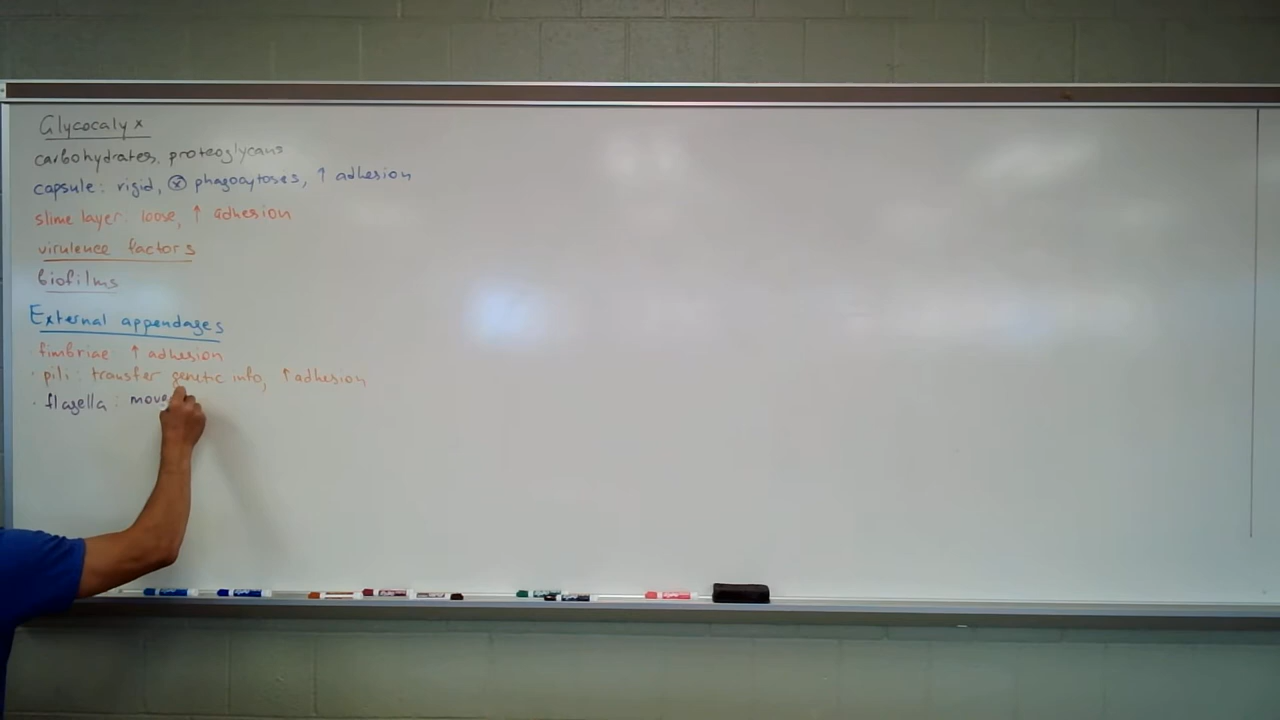 Glycocalyx
carbohydrates, proteoglycans
capsule: rigid, ⊗ phagocytoses, ↑ adhesion
slime layer: loose, ↑ adhesion
virulence factors
biofilms
External appendages
· fimbriae: ↑ adhesion
· pili: transfer genetic info, ↑ adhesion
· flagella: move